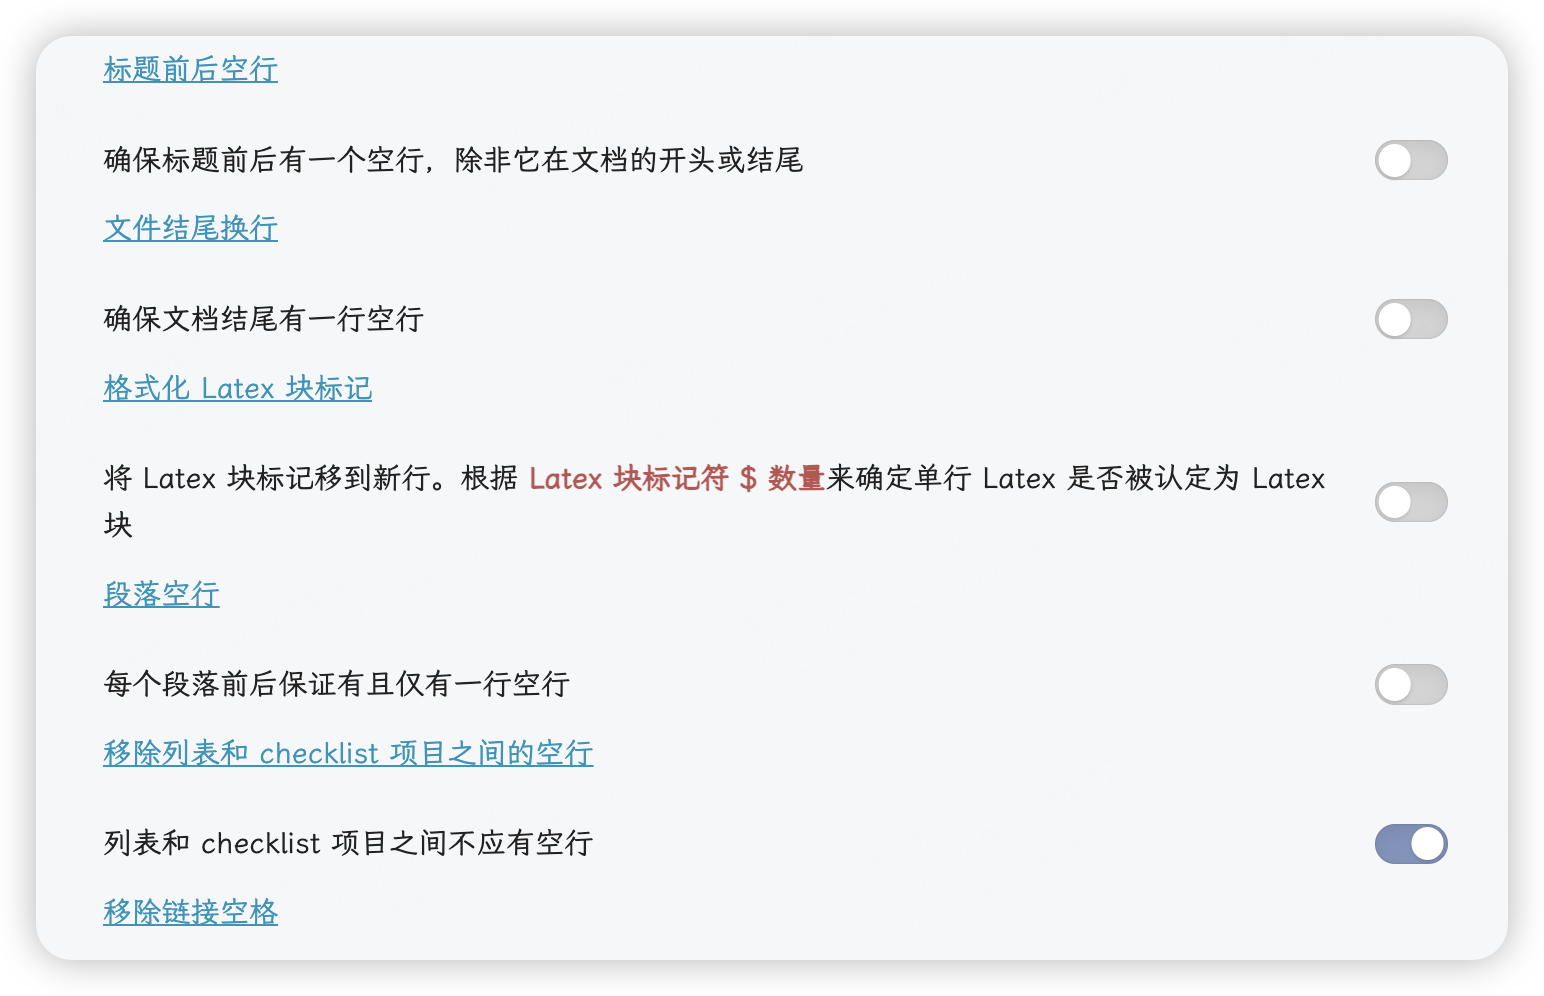 标题前后空行
确保标题前后有一个空行，除非它在文档的开头或结尾
文件结尾换行
确保文档结尾有一行空行
格式化 Latex 块标记
将 Latex 块标记移到新行。根据 Latex 块标记符 $ 数量来确定单行 Latex 是否被认定为 Latex
块
段落空行
每个段落前后保证有且仅有一行空行
移除列表和 checklist 项目之间的空行
列表和 checklist 项目之间不应有空行
移除链接空格